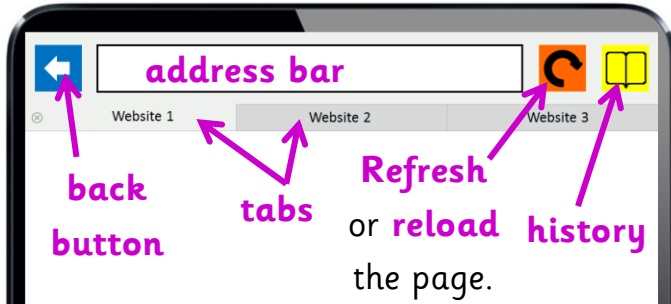 address bar
Website 1 Website 2 Website 3
back
button
tabs
Refresh
or reload
the page.
history